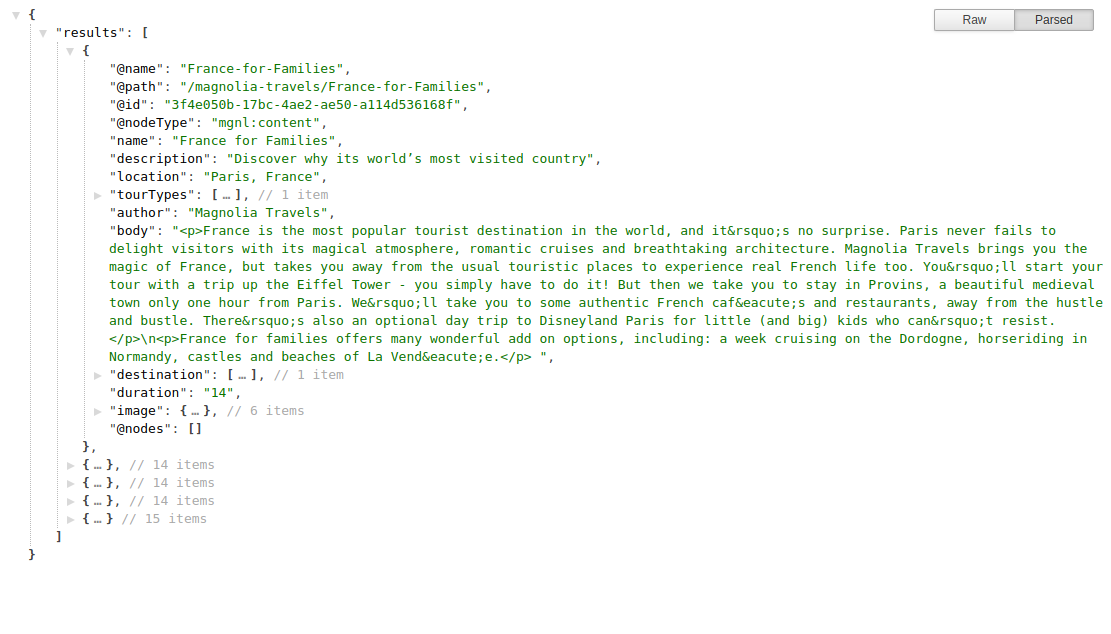 {
"results": [
Raw Parsed
{
"@name": "France-for-Families",
"@path": "/magnolia-travels/France-for-Families",
"@id": "3f4e050b-17bc-4ae2-ae50-a114d536168f",
"@nodeType": "mgnl:content",
"name": "France for Families",
"description": "Discover why its world’s most visited country",
"location": "Paris, France",
"tourTypes": [ … ], // 1 item
"author": "Magnolia Travels",
"body": "<p>France is the most popular tourist destination in the world, and it&rsquo;s no surprise. Paris never fails to
delight visitors with its magical atmosphere, romantic cruises and breathtaking architecture. Magnolia Travels brings you the
magic of France, but takes you away from the usual touristic places to experience real French life too. You&rsquo;ll start your
tour with a trip up the Eiffel Tower - you simply have to do it! But then we take you to stay in Provins, a beautiful medieval
town only one hour from Paris. We&rsquo;ll take you to some authentic French caf&eacute;s and restaurants, away from the hustle
and bustle. There&rsquo;s also an optional day trip to Disneyland Paris for little (and big) kids who can&rsquo;t resist.
</p>\n<p>France for families offers many wonderful add on options, including: a week cruising on the Dordogne, horseriding in
Normandy, castles and beaches of La Vend&eacute;e.</p> ",
"destination": [ … ], // 1 item
"duration": "14",
"image": { … }, // 6 items
"@nodes": []
},
{ … }, // 14 items
{ … }, // 14 items
{ … }, // 14 items
{ … } // 15 items
]
}